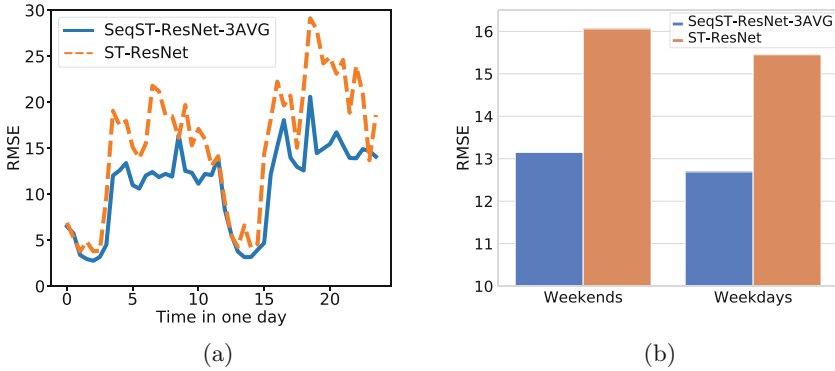 30
25
20
15
10
5
0
RMSE
SeqST-ResNet-3AVG
ST-ResNet
0 5 10 15 20
Time in one day
(a)
16
15
14
13
12
11
10
RMSE
SeqST-ResNet-3AVG
ST-ResNet
Weekends Weekdays
(b)